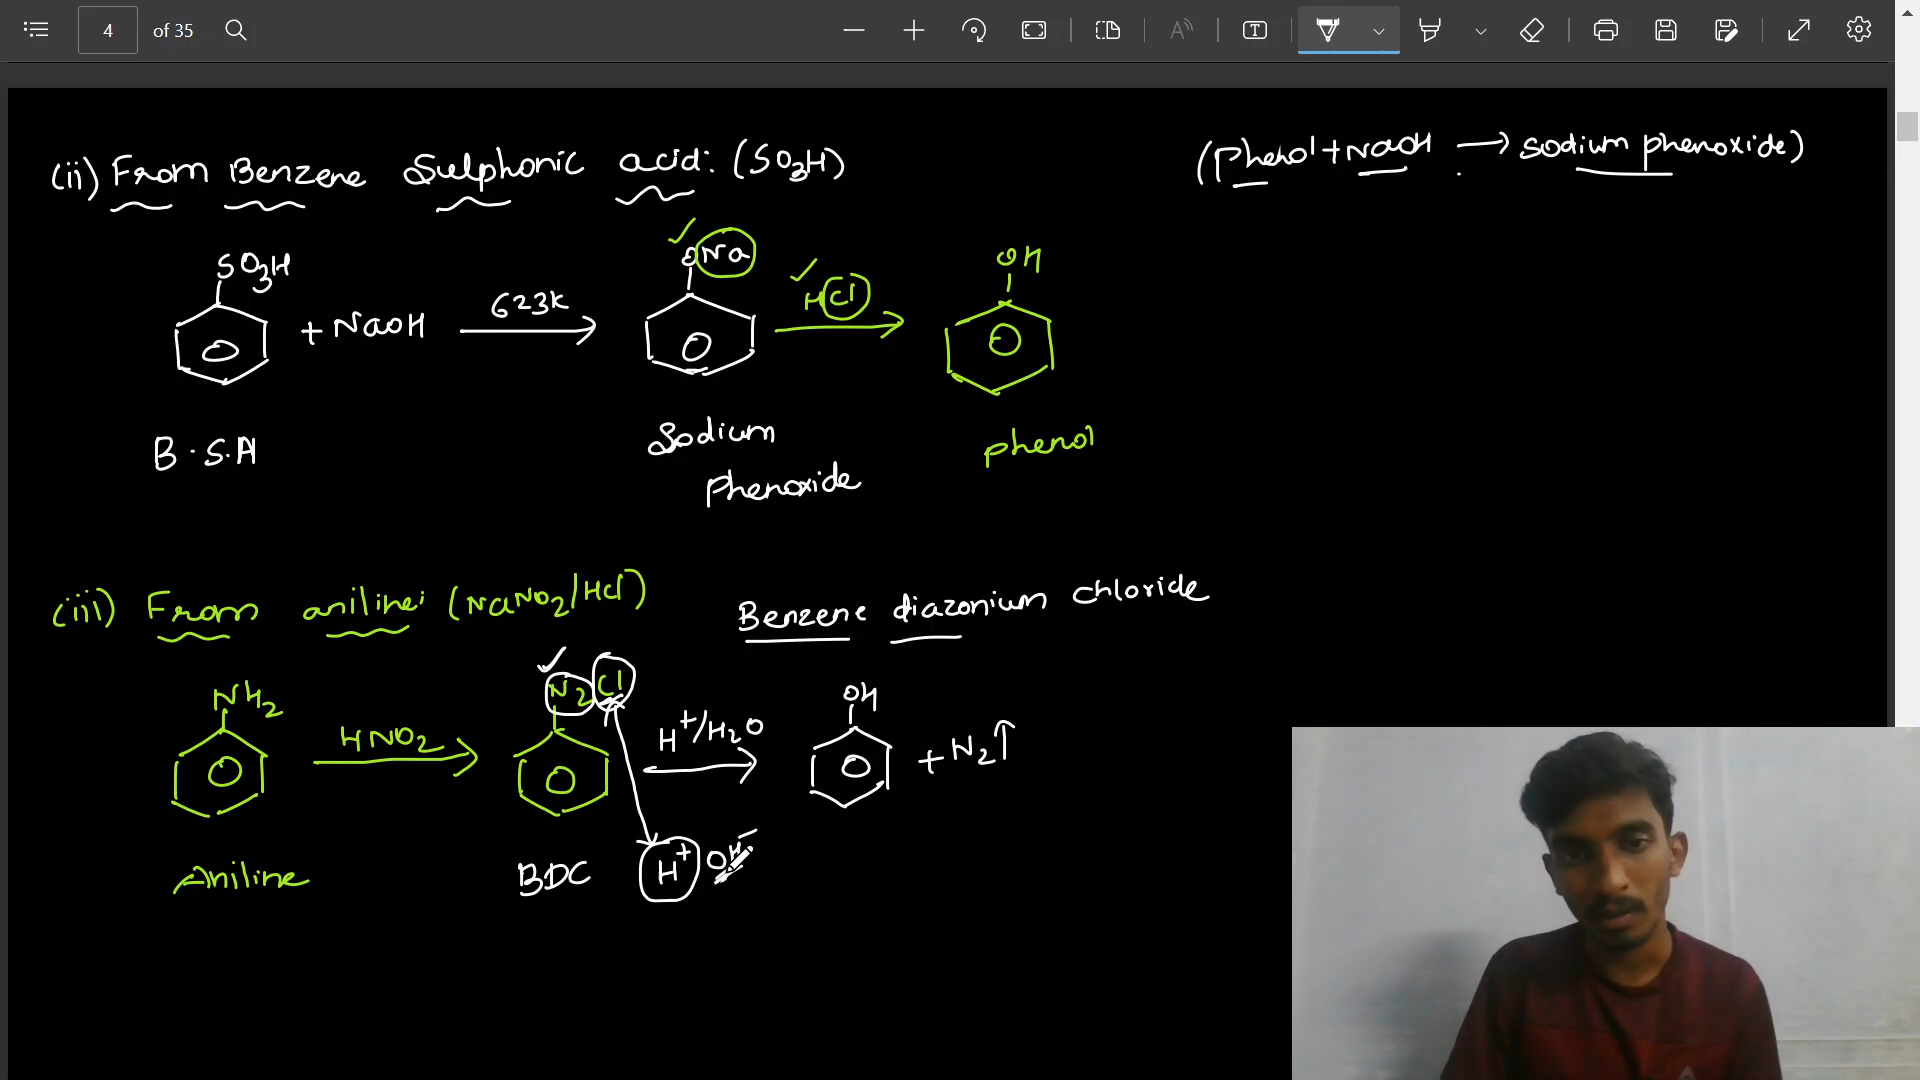 4 of 35
(ii) From Benzene Sulphonic acid: (SO3H)
(Phenol + NaOH → Sodium phenoxide)
SO3H
+ NaOH
623K
ONa
HCl
OH
B.S.A
Sodium
Phenoxide
phenol
(iii) From aniline: (NaNO2/HCl)
Benzene diazonium chloride
NH2
HNO2
N2Cl
H+/H2O
OH
+ N2↑
Aniline
BDC
H+ OH-